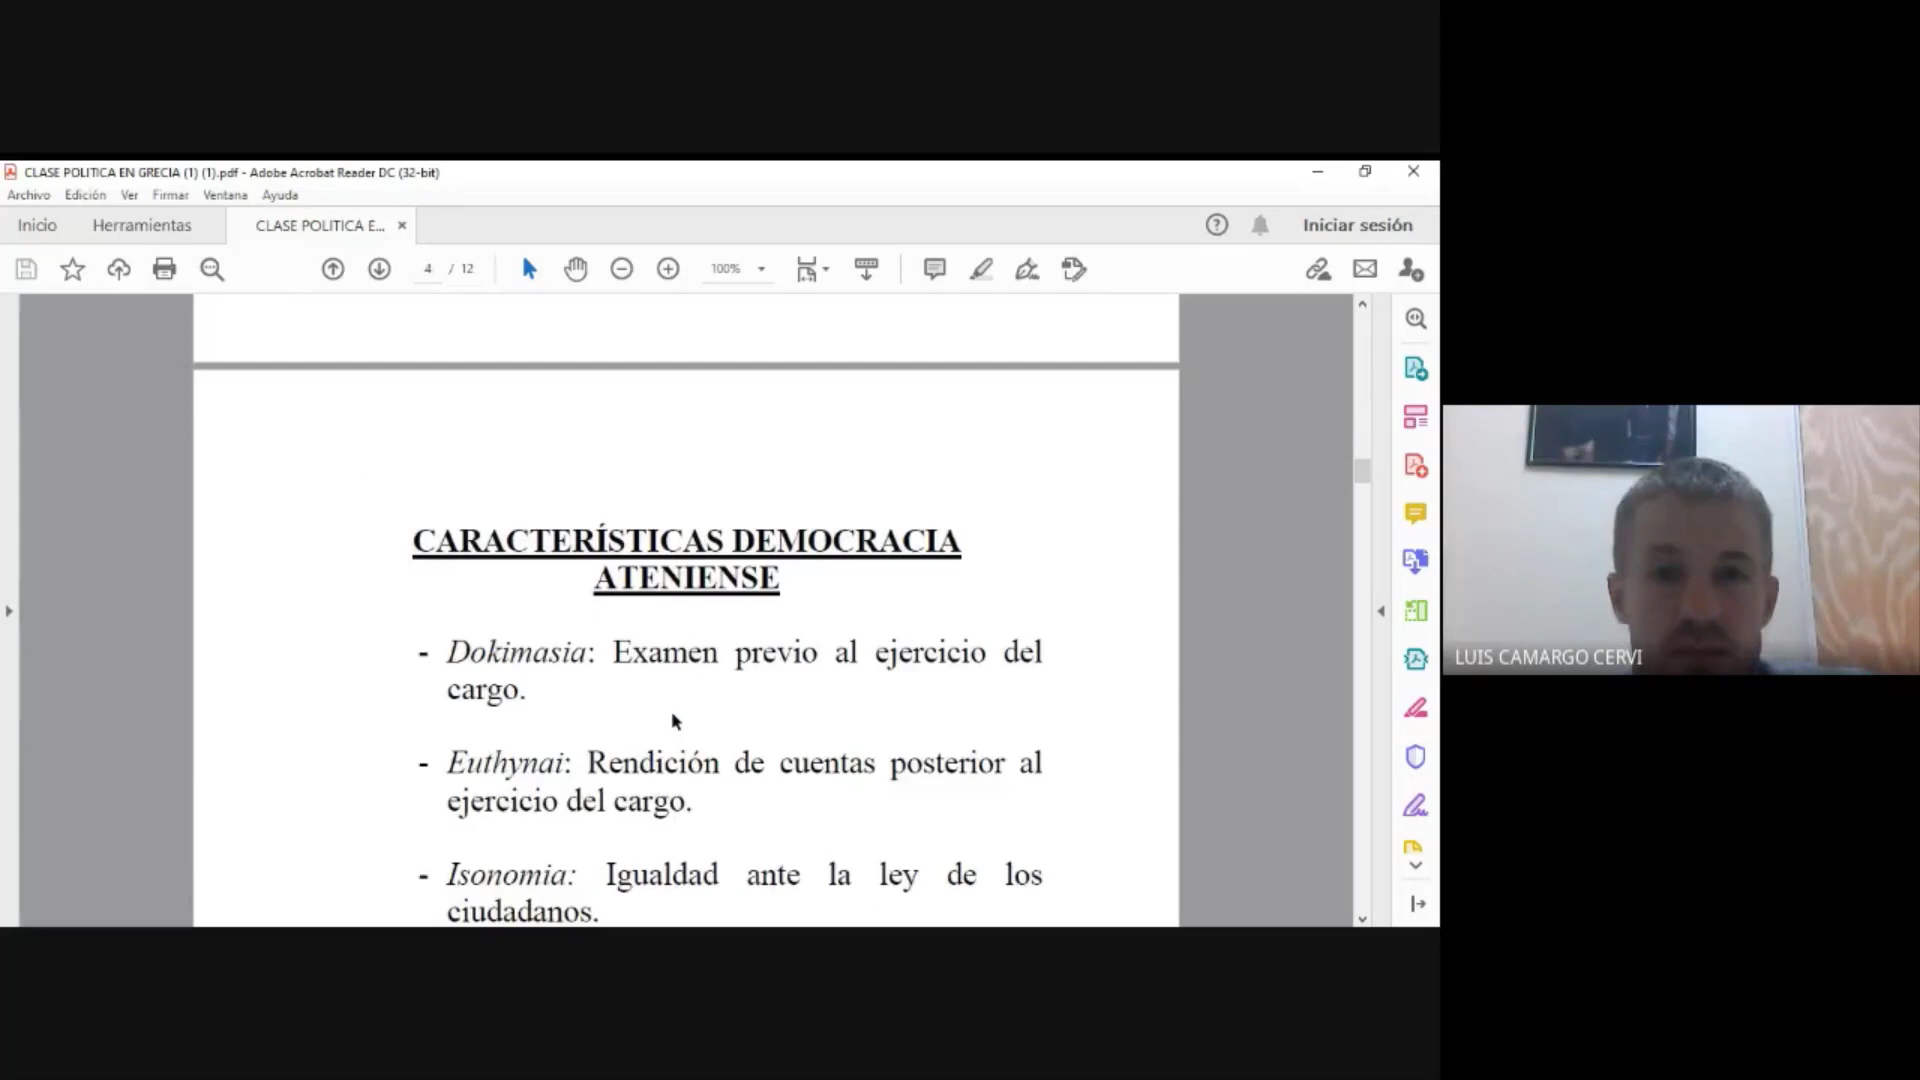 CLASE POLITICA EN GRECIA (1) (1).pdf - Adobe Acrobat Reader DC (32-bit)
Archivo Edición Ver Firmar Ventana Ayuda
Inicio Herramientas CLASE POLITICA E... Iniciar sesión
4 / 12 100%
CARACTERÍSTICAS DEMOCRACIA
ATENIENSE
- Dokimasia: Examen previo al ejercicio del
cargo.
- Euthynai: Rendición de cuentas posterior al
ejercicio del cargo.
- Isonomia: Igualdad ante la ley de los
ciudadanos.
LUIS CAMARGO CERVI